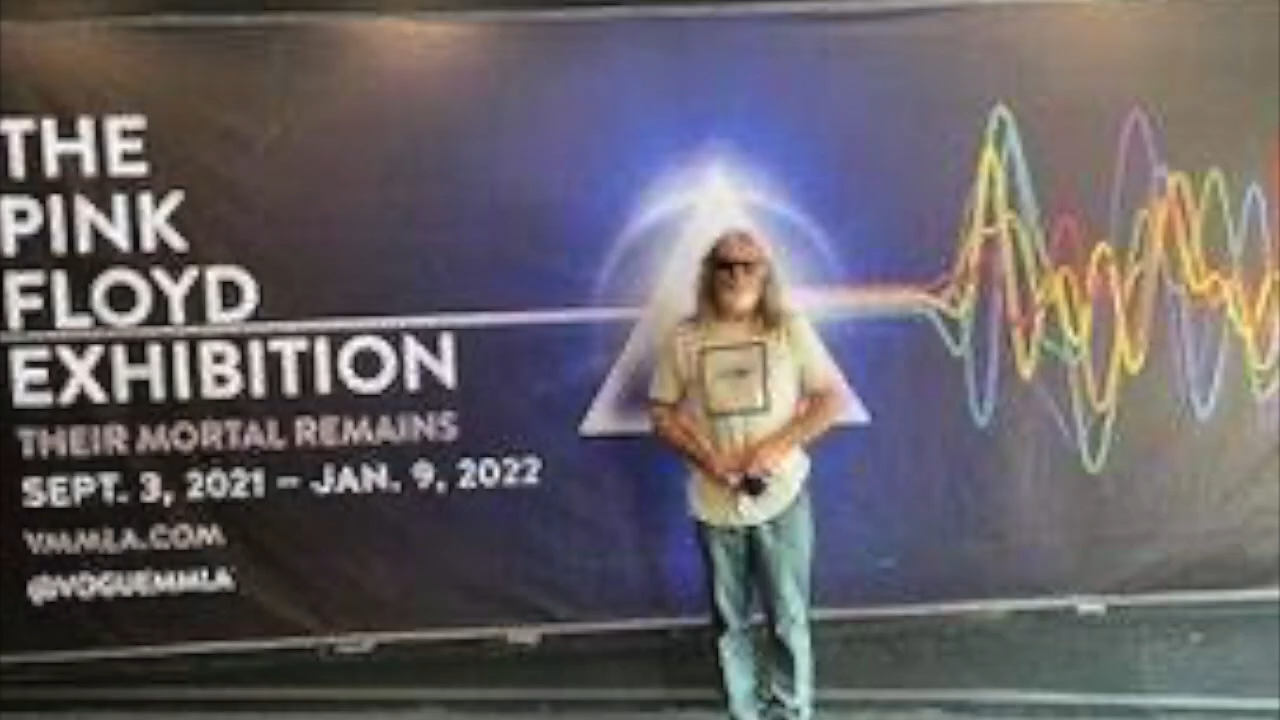 THE
PINK
FLOYD
EXHIBITION
THEIR MORTAL REMAINS
SEPT. 3, 2021 – JAN. 9, 2022
VMMLA.COM
@VOGUEMMLA